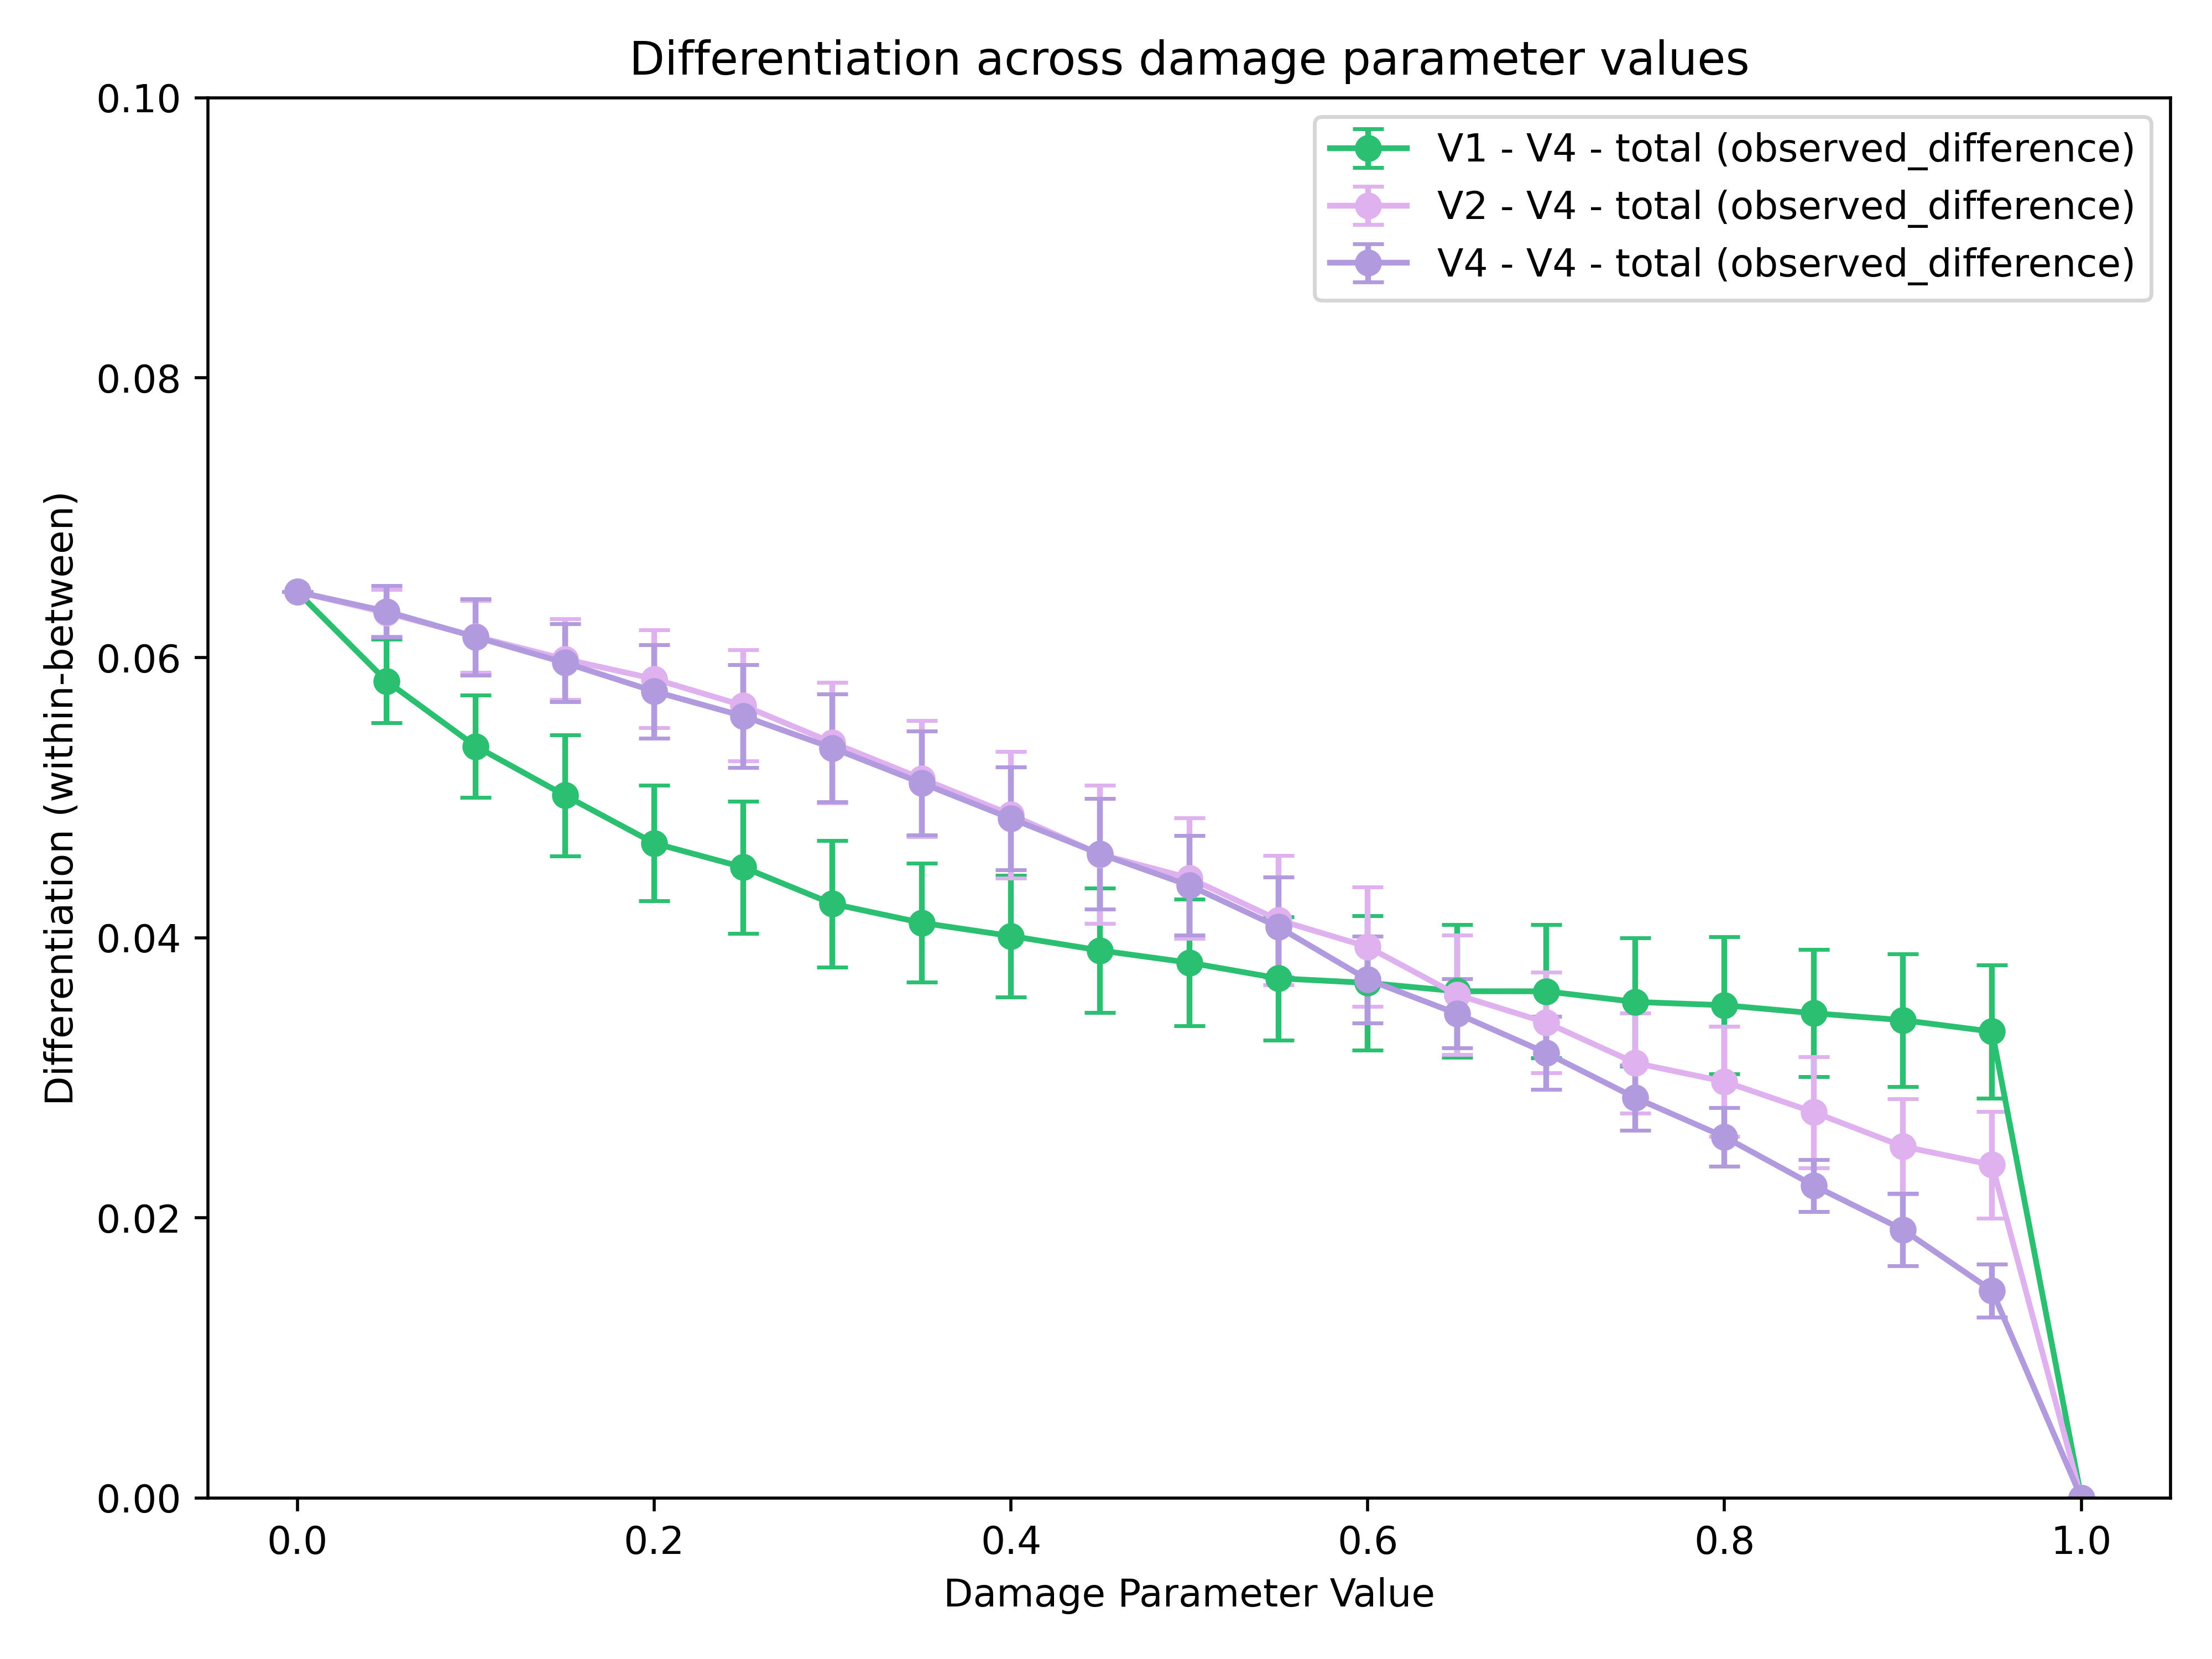 Differentiation across damage parameter values
0.10
0.08
0.06
0.04
0.02
0.00
Differentiation (within-between)
V1 - V4 - total (observed_difference)
V2 - V4 - total (observed_difference)
V4 - V4 - total (observed_difference)
0.0 0.2 0.4 0.6 0.8 1.0
Damage Parameter Value